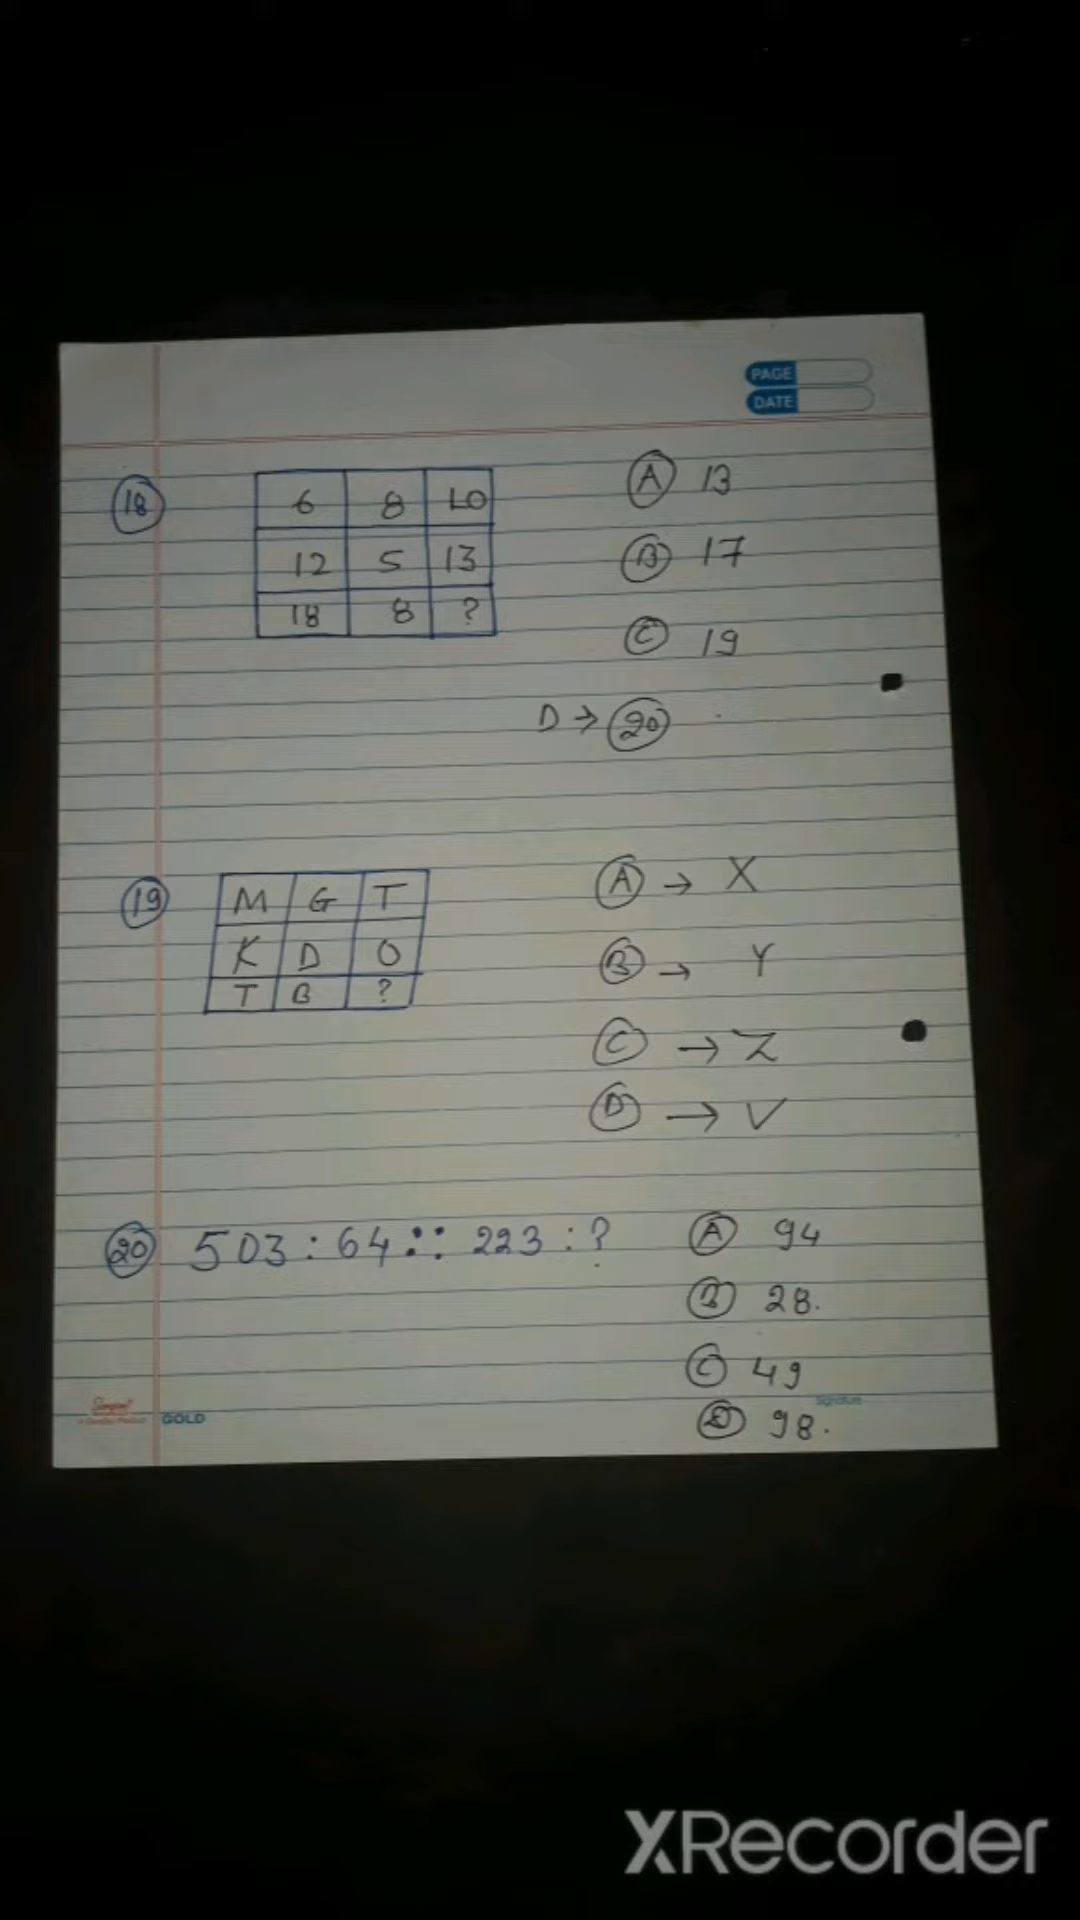 PAGE
DATE
18
6 8 10
12 5 13
18 8 ?
A 13
B 17
C 19
D → 20
19
M G T
K D O
T B ?
A → X
B → Y
C → Z
D → V
20 503 : 64 :: 223 : ?
A 94
B 28.
C 49
D 98.
GOLD
XRecorder